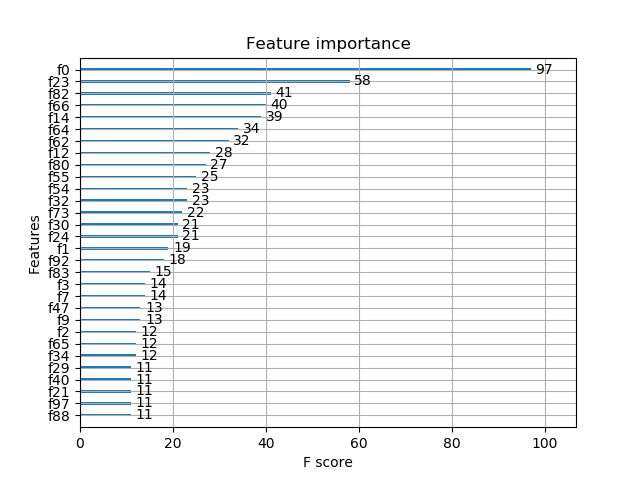 Feature importance
f0 97
f23 58
f82 41
f66 40
f14 39
f64 34
f62 32
f12 28
f80 27
f55 25
f54 23
f32 23
f73 22
f30 21
f24 21
f1 19
f92 18
f83 15
f3 14
f7 14
f47 13
f9 13
f2 12
f65 12
f34 12
f29 11
f40 11
f21 11
f97 11
f88 11
Features
0 20 40 60 80 100
F score